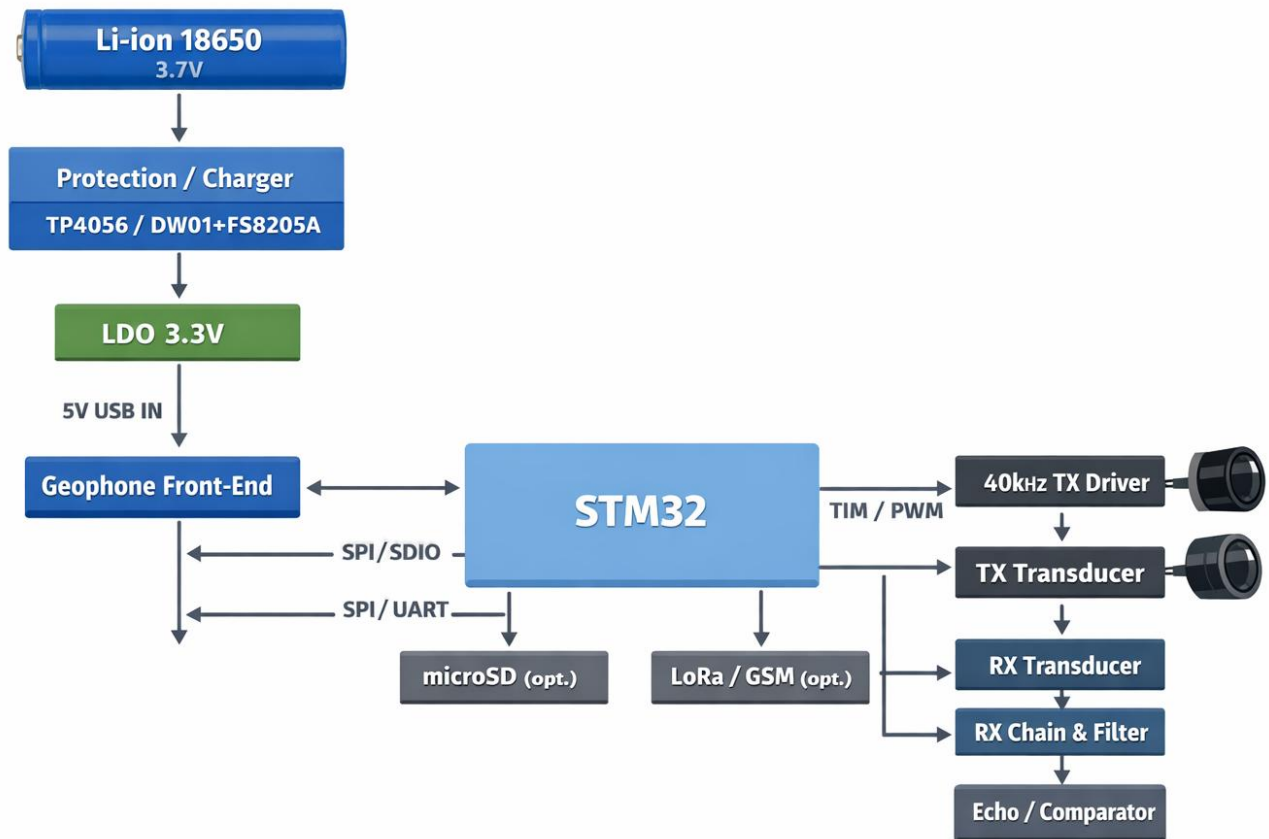 Li-ion 18650
3.7V
Protection / Charger
TP4056 / DW01+FS8205A
LDO 3.3V
5V USB IN
Geophone Front-End
STM32
SPI/SDIO
SPI/UART
TIM / PWM
40kHz TX Driver
TX Transducer
microSD (opt.)
LoRa / GSM (opt.)
RX Transducer
RX Chain & Filter
Echo / Comparator